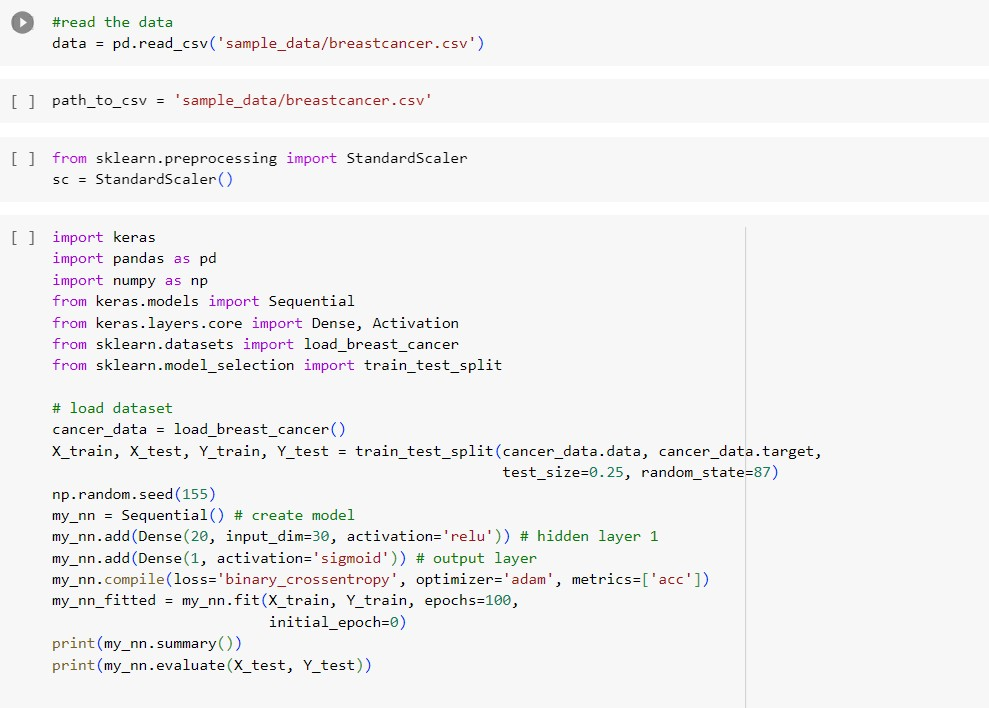 #read the data
data = pd.read_csv('sample_data/breastcancer.csv')
[ ] path_to_csv = 'sample_data/breastcancer.csv'
[ ] from sklearn.preprocessing import StandardScaler
sc = StandardScaler()
[ ] import keras
import pandas as pd
import numpy as np
from keras.models import Sequential
from keras.layers.core import Dense, Activation
from sklearn.datasets import load_breast_cancer
from sklearn.model_selection import train_test_split
# load dataset
cancer_data = load_breast_cancer()
X_train, X_test, Y_train, Y_test = train_test_split(cancer_data.data, cancer_data.target,
test_size=0.25, random_state=87)
np.random.seed(155)
my_nn = Sequential() # create model
my_nn.add(Dense(20, input_dim=30, activation='relu')) # hidden layer 1
my_nn.add(Dense(1, activation='sigmoid')) # output layer
my_nn.compile(loss='binary_crossentropy', optimizer='adam', metrics=['acc'])
my_nn_fitted = my_nn.fit(X_train, Y_train, epochs=100,
initial_epoch=0)
print(my_nn.summary())
print(my_nn.evaluate(X_test, Y_test))